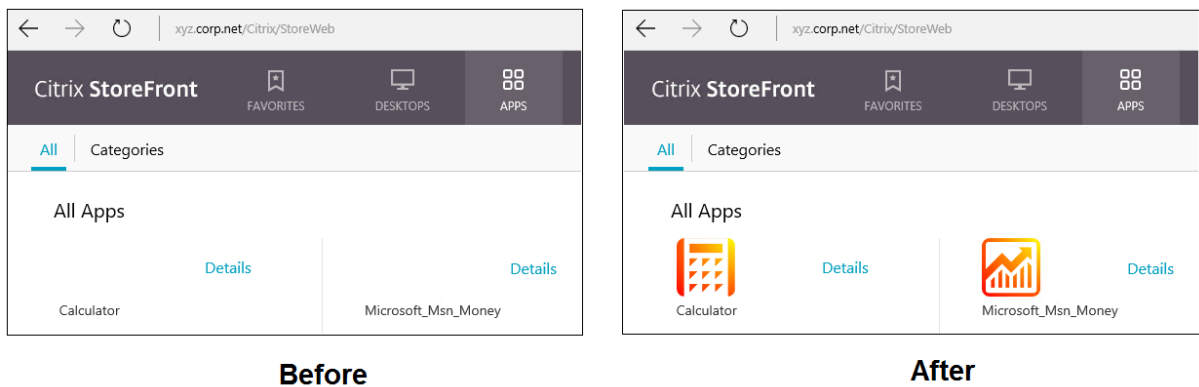 xyz.corp.net/Citrix/StoreWeb
Citrix StoreFront
FAVORITES
DESKTOPS
APPS
All
Categories
All Apps
Details
Details
Calculator
Microsoft_Msn_Money
Before
xyz.corp.net/Citrix/StoreWeb
Citrix StoreFront
FAVORITES
DESKTOPS
APPS
All
Categories
All Apps
Details
Details
Calculator
Microsoft_Msn_Money
After